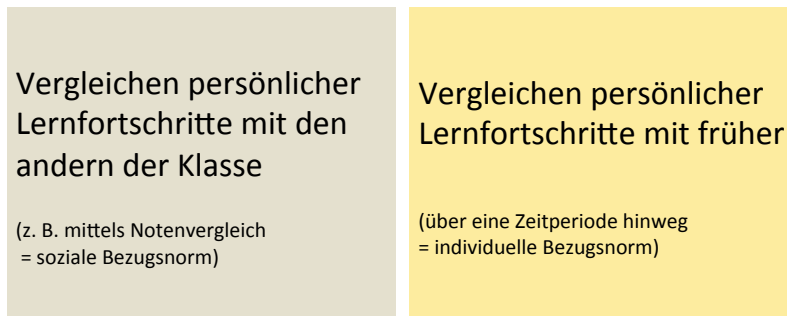 Vergleichen persönlicher
Lernfortschritte mit den
andern der Klasse
(z. B. mittels Notenvergleich
= soziale Bezugsnorm)
Vergleichen persönlicher
Lernfortschritte mit früher
(über eine Zeitperiode hinweg
= individuelle Bezugsnorm)